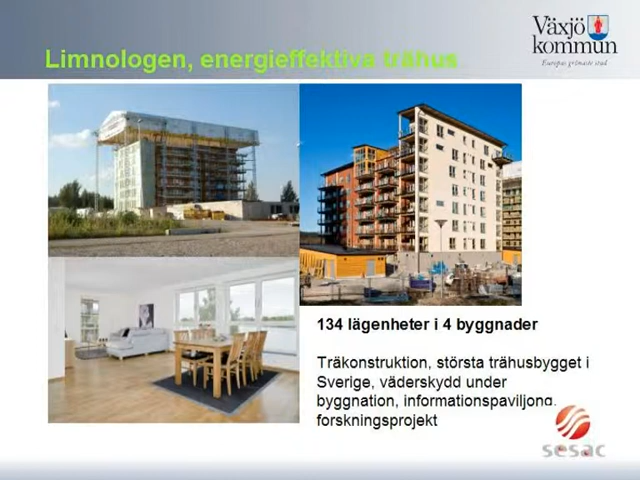 Växjö
kommun
Europas grönaste stad
Limnologen, energieffektiva trähus
134 lägenheter i 4 byggnader
Träkonstruktion, största trähusbygget i
Sverige, väderskydd under
byggnation, informationspaviljong,
forskningsprojekt
sesac